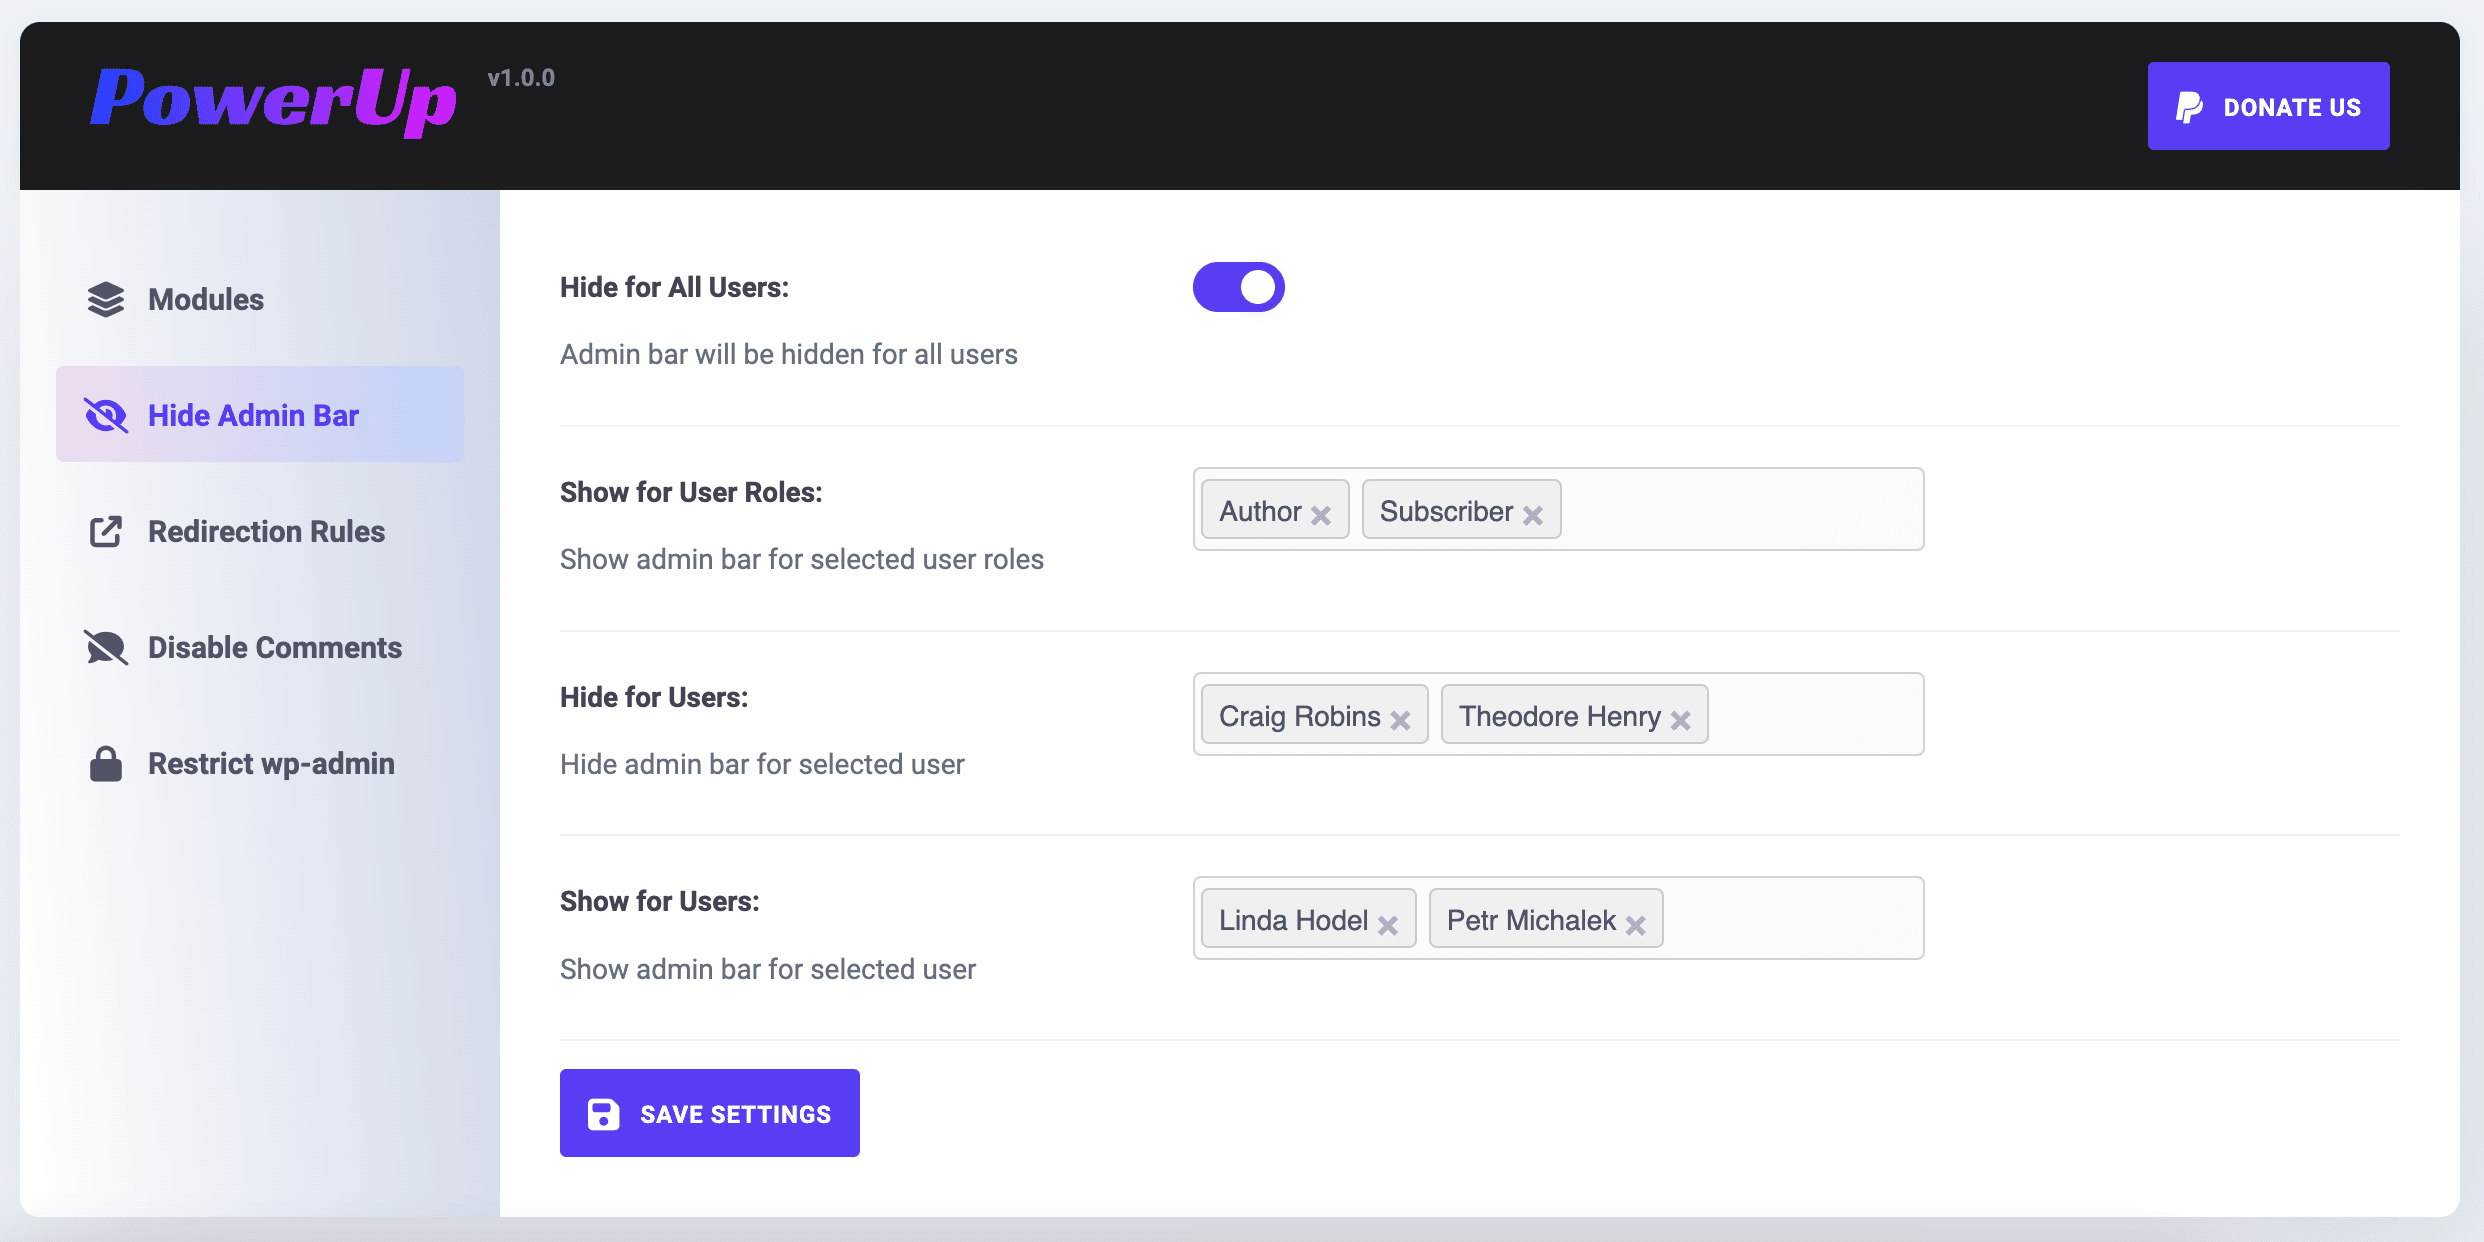 PowerUp v1.0.0
DONATE US
Modules
Hide Admin Bar
Redirection Rules
Disable Comments
Restrict wp-admin
Hide for All Users:
Admin bar will be hidden for all users
Show for User Roles:
Author Subscriber
Show admin bar for selected user roles
Hide for Users:
Craig Robins Theodore Henry
Hide admin bar for selected user
Show for Users:
Linda Hodel Petr Michalek
Show admin bar for selected user
SAVE SETTINGS